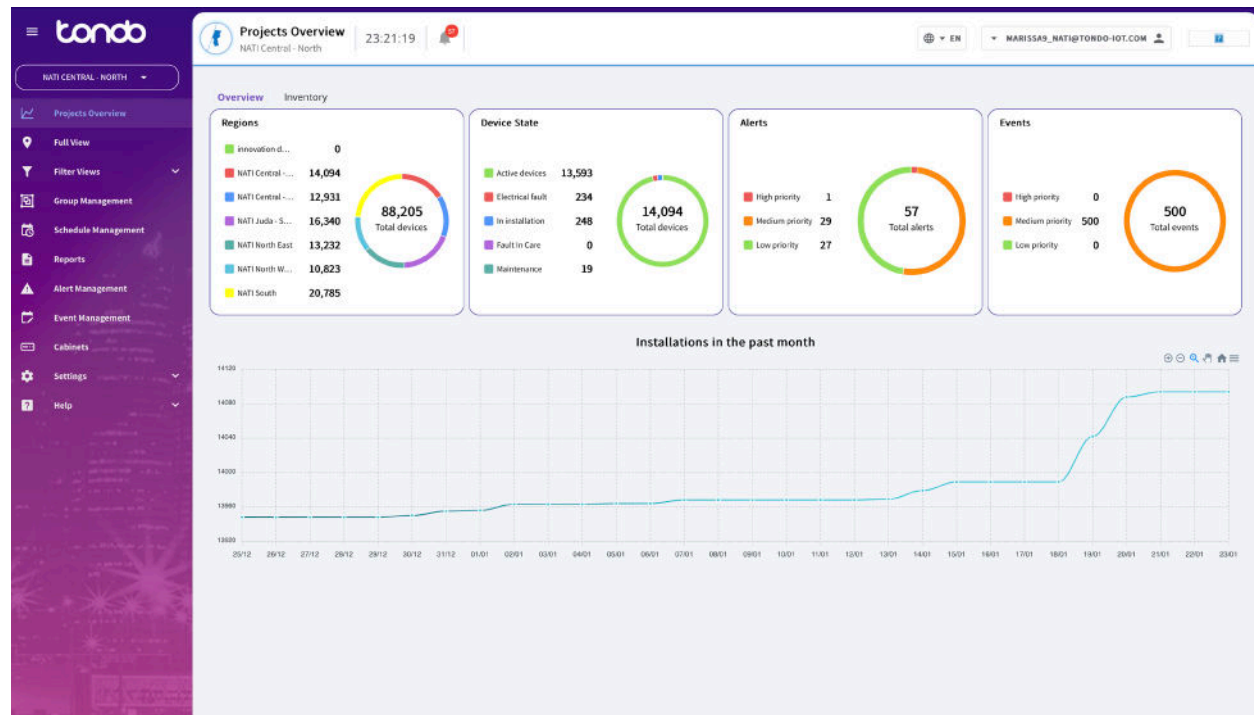 tondo
Projects Overview
NATI Central - North
23:21:19
57
EN
MARISSA9_NATI@TONDO-IOT.COM
NATI CENTRAL - NORTH
Projects Overview
Full View
Filter Views
Group Management
Schedule Management
Reports
Alert Management
Event Management
Cabinets
Settings
Help
Overview
Inventory
Regions
innovation d... 0
NATI Central -... 14,094
NATI Central -... 12,931
NATI Juda - S... 16,340
NATI North East 13,232
NATI North W... 10,823
NATI South 20,785
88,205
Total devices
Device State
Active devices 13,593
Electrical fault 234
In installation 248
Fault In Care 0
Maintenance 19
14,094
Total devices
Alerts
High priority 1
Medium priority 29
Low priority 27
57
Total alerts
Events
High priority 0
Medium priority 500
Low priority 0
500
Total events
Installations in the past month
14120
14080
14040
14000
13960
25/12 26/12 27/12 28/12 29/12 30/12 31/12 01/01 02/01 03/01 04/01 05/01 06/01 07/01 08/01 09/01 10/01 11/01 12/01 13/01 14/01 15/01 16/01 17/01 18/01 19/01 20/01 21/01 22/01 23/01